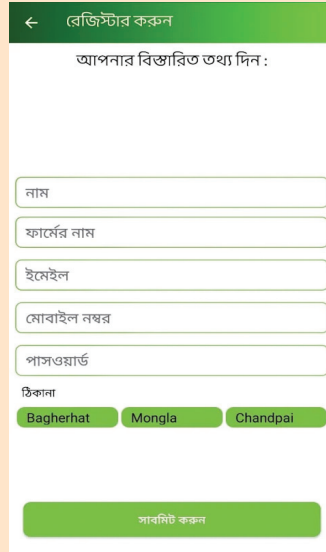 রেজিস্টার করুন
আপনার বিস্তারিত তথ্য দিন :
নাম
ফার্মের নাম
ইমেইল
মোবাইল নম্বর
পাসওয়ার্ড
ঠিকানা
Bagherhat Mongla Chandpai
সাবমিট করুন